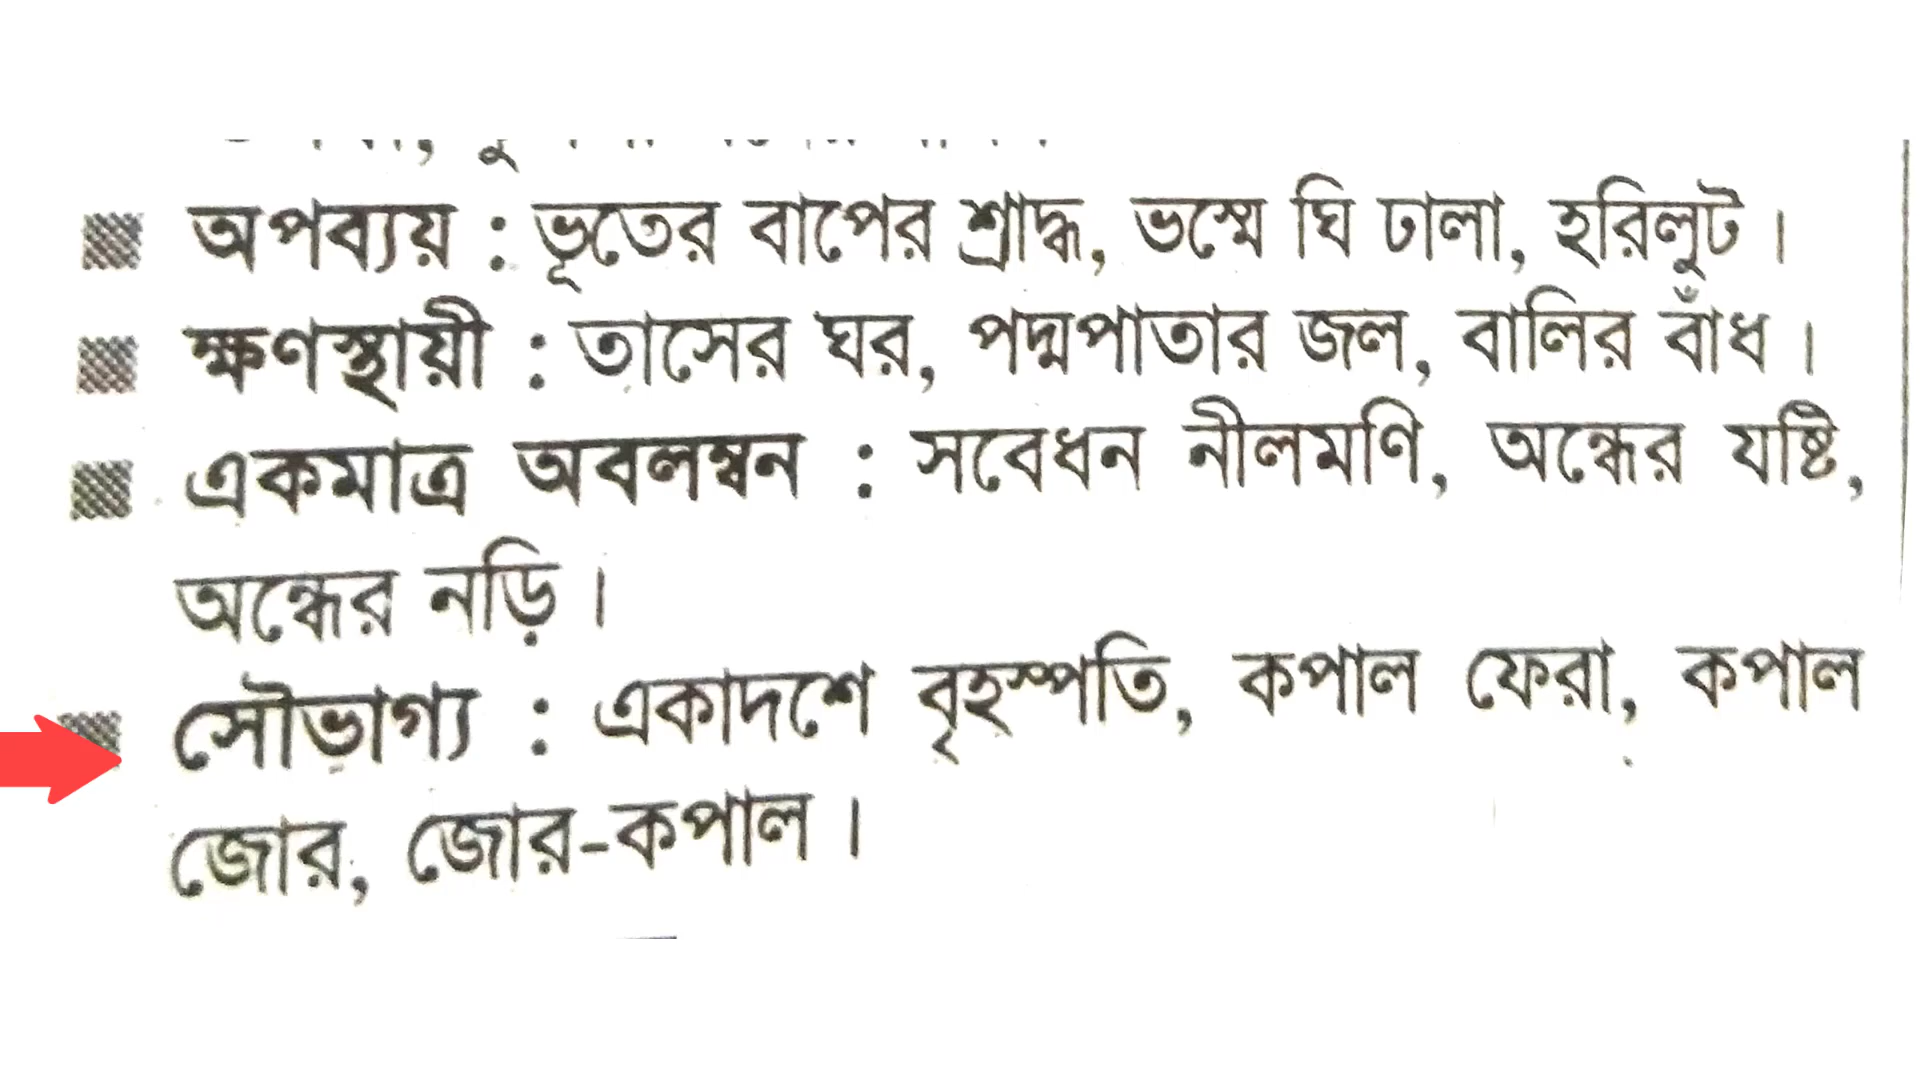 অপব্যয় : ভূতের বাপের শ্রাদ্ধ, ভস্মে ঘি ঢালা, হরিলুট।
ক্ষণস্থায়ী : তাসের ঘর, পদ্মপাতার জল, বালির বাঁধ।
একমাত্র অবলম্বন : সবেধন নীলমণি, অন্ধের যষ্টি,
অন্ধের নড়ি।
সৌভাগ্য : একাদশে বৃহস্পতি, কপাল ফেরা, কপাল
জোর, জোর-কপাল।